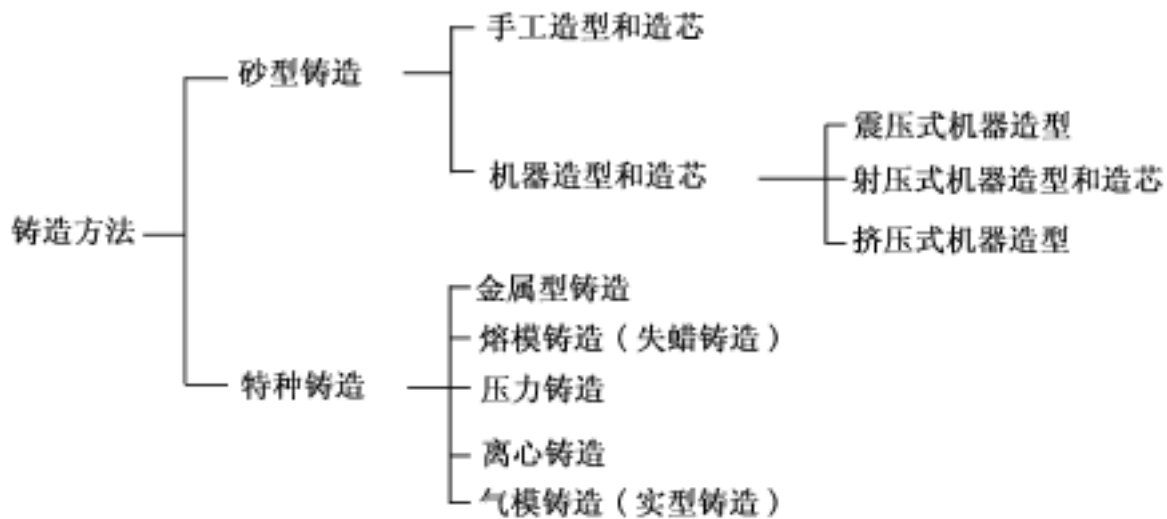 手工造型和造芯
砂型铸造
震压式机器造型
机器造型和造芯
射压式机器造型和造芯
铸造方法
挤压式机器造型
金属型铸造
熔模铸造(失蜡铸造)
特种铸造
压力铸造
离心铸造
气模铸造(实型铸造)